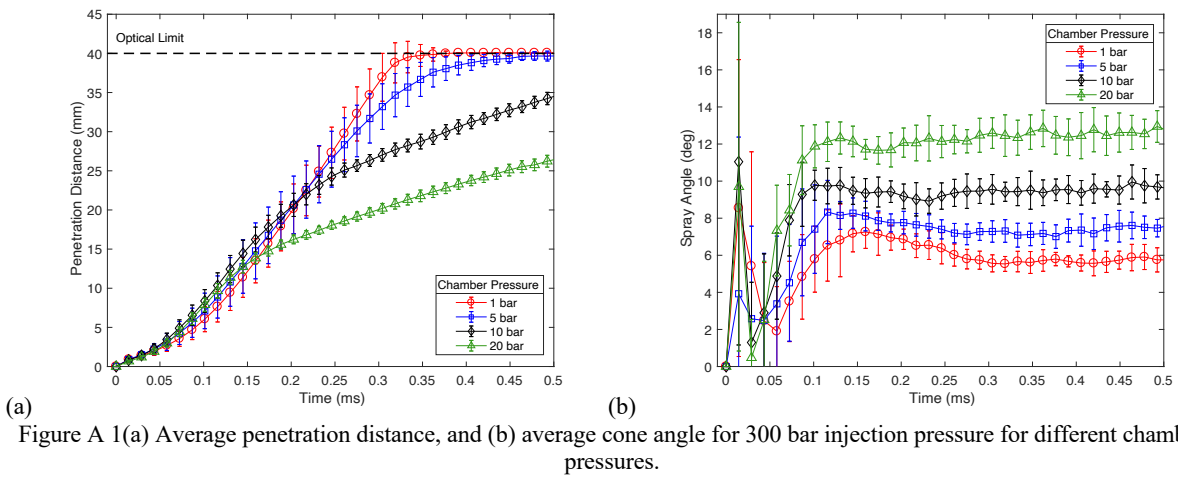 45
40
35
30
25
20
15
10
5
0
Penetration Distance (mm)
Optical Limit
Chamber Pressure
1 bar
5 bar
10 bar
20 bar
0 0.05 0.1 0.15 0.2 0.25 0.3 0.35 0.4 0.45 0.5
Time (ms)
(a)
18
16
14
12
10
8
6
4
2
0
Spray Angle (deg)
Chamber Pressure
1 bar
5 bar
10 bar
20 bar
0 0.05 0.1 0.15 0.2 0.25 0.3 0.35 0.4 0.45 0.5
Time (ms)
(b)
Figure A 1(a) Average penetration distance, and (b) average cone angle for 300 bar injection pressure for different chamb
pressures.